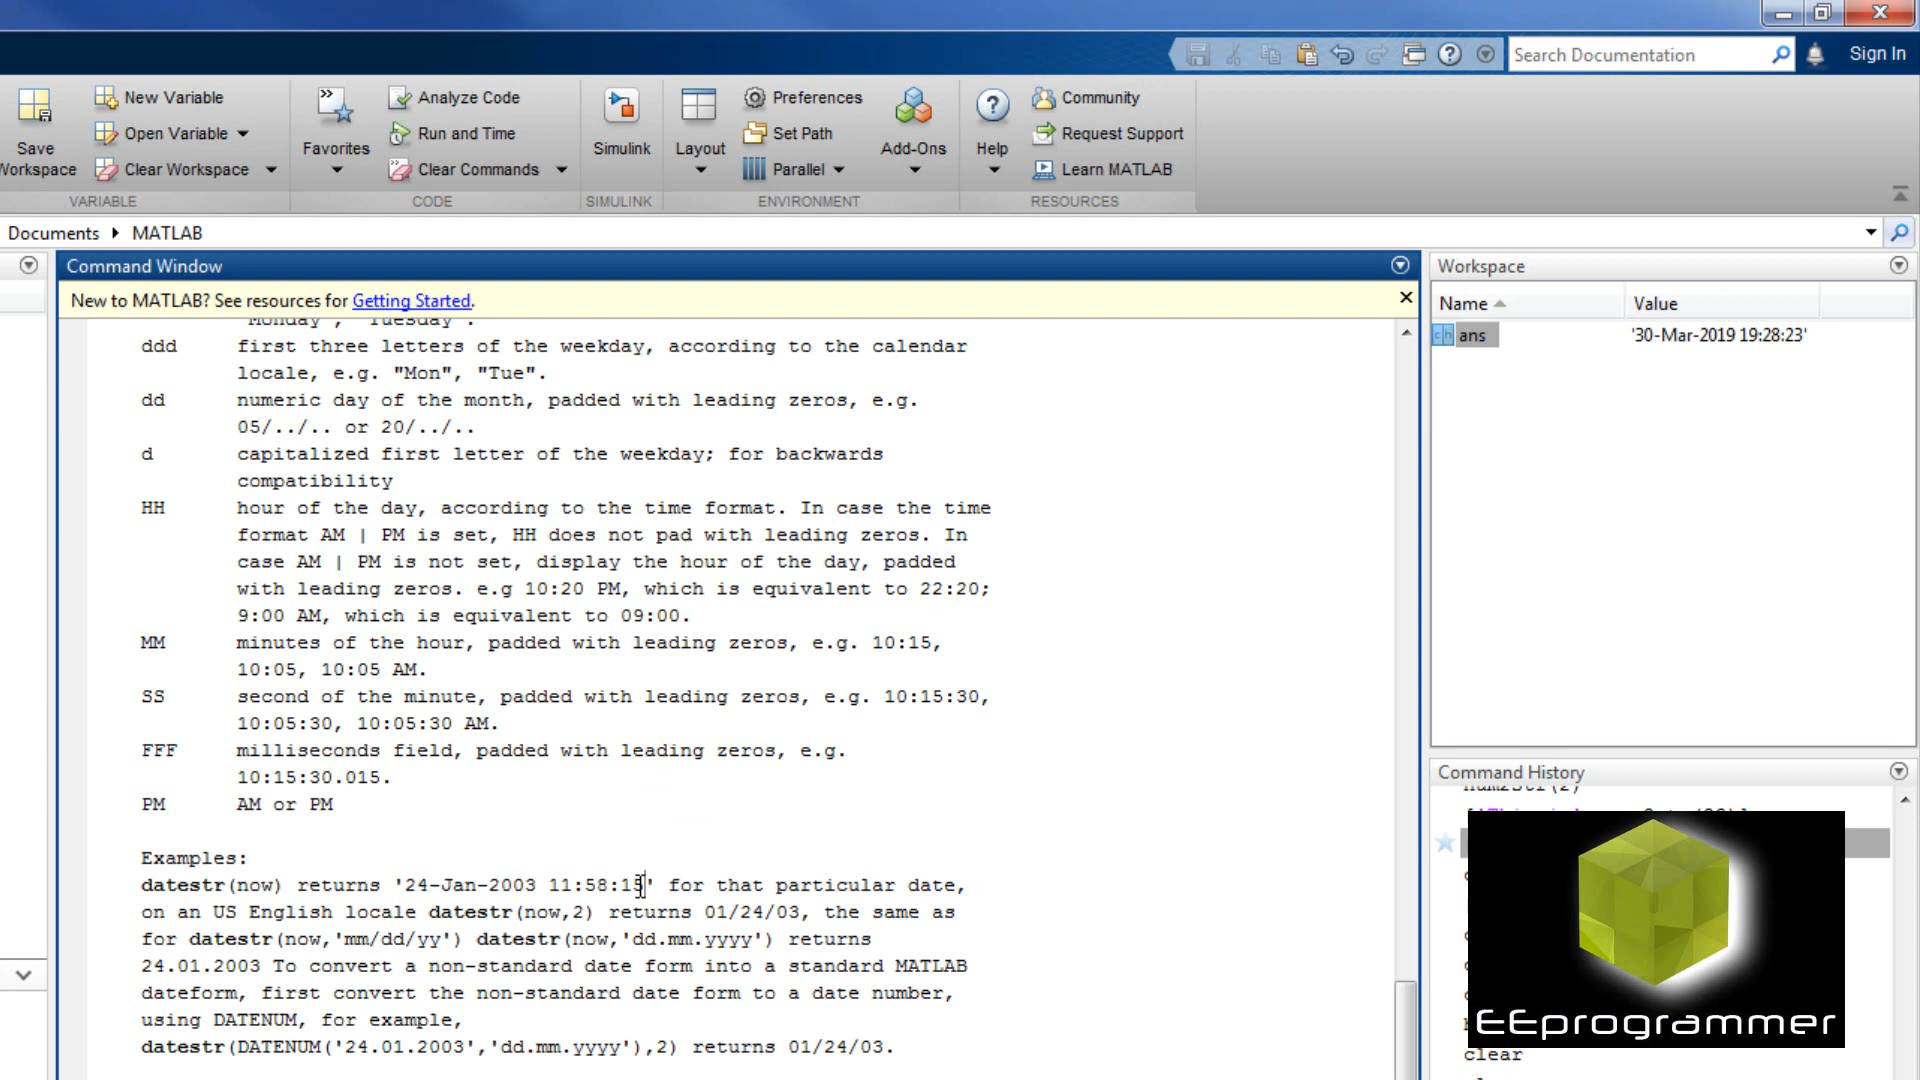 Search Documentation
Sign In
New Variable
Analyze Code
Preferences
Community
Open Variable
Run and Time
Set Path
Request Support
Save
Workspace
Favorites
Simulink
Layout
Add-Ons
Help
Clear Workspace
Clear Commands
Parallel
Learn MATLAB
VARIABLE
CODE
SIMULINK
ENVIRONMENT
RESOURCES
Documents MATLAB
Command Window
New to MATLAB? See resources for Getting Started.
"Monday", "Tuesday".
ddd first three letters of the weekday, according to the calendar
locale, e.g. "Mon", "Tue".
dd numeric day of the month, padded with leading zeros, e.g.
05/../.. or 20/../..
d capitalized first letter of the weekday; for backwards
compatibility
HH hour of the day, according to the time format. In case the time
format AM | PM is set, HH does not pad with leading zeros. In
case AM | PM is not set, display the hour of the day, padded
with leading zeros. e.g 10:20 PM, which is equivalent to 22:20;
9:00 AM, which is equivalent to 09:00.
MM minutes of the hour, padded with leading zeros, e.g. 10:15,
10:05, 10:05 AM.
SS second of the minute, padded with leading zeros, e.g. 10:15:30,
10:05:30, 10:05:30 AM.
FFF milliseconds field, padded with leading zeros, e.g.
10:15:30.015.
PM AM or PM
Examples:
datestr(now) returns '24-Jan-2003 11:58:15' for that particular date,
on an US English locale datestr(now,2) returns 01/24/03, the same as
for datestr(now,'mm/dd/yy') datestr(now,'dd.mm.yyyy') returns
24.01.2003 To convert a non-standard date form into a standard MATLAB
dateform, first convert the non-standard date form to a date number,
using DATENUM, for example,
datestr(DATENUM('24.01.2003','dd.mm.yyyy'),2) returns 01/24/03.
Workspace
Name Value
ans '30-Mar-2019 19:28:23'
Command History
num2str(2)
EEprogrammer
clear